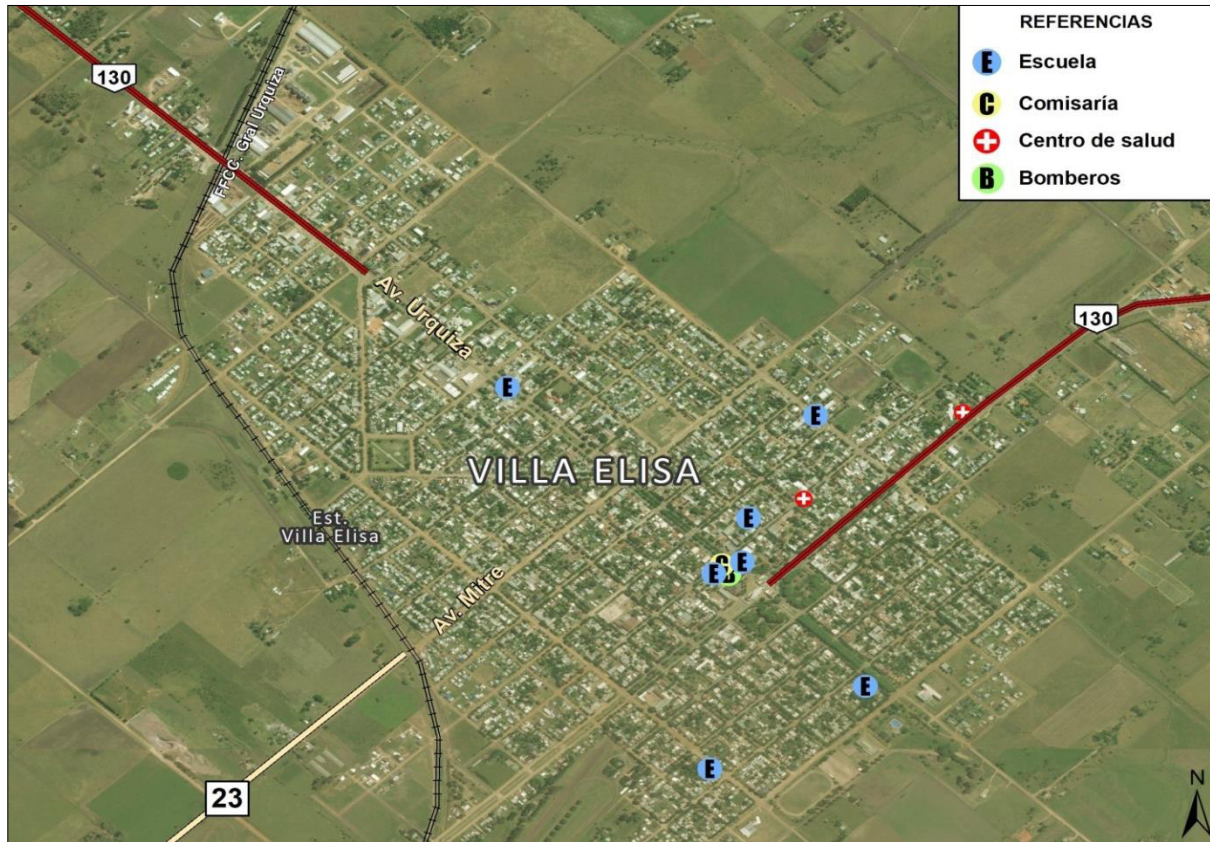 REFERENCIAS
E Escuela
C Comisaría
Centro de salud
B Bomberos
130
FFCC. Gral Urquiza
Av. Urquiza
130
E
E
VILLA ELISA
Est.
Villa Elisa
E
C
E
E
B
Av. Mitre
E
E
23
N